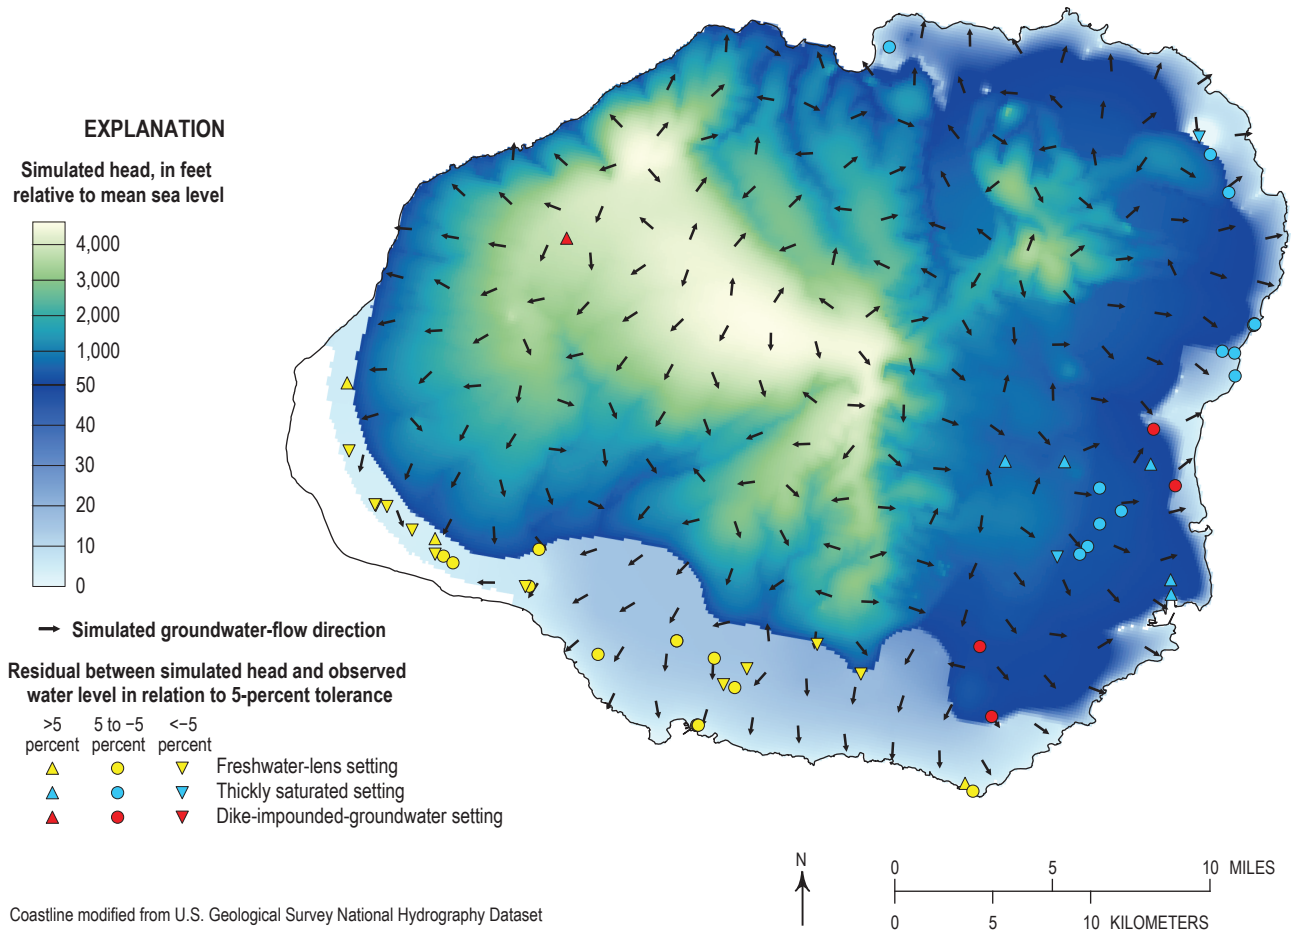 EXPLANATION
Simulated head, in feet
relative to mean sea level
4,000
3,000
2,000
1,000
50
40
30
20
10
0
Simulated groundwater-flow direction
Residual between simulated head and observed
water level in relation to 5-percent tolerance
>5 5 to −5 <−5
percent percent percent
Freshwater-lens setting
Thickly saturated setting
Dike-impounded-groundwater setting
N
0 5 10 MILES
0 5 10 KILOMETERS
Coastline modified from U.S. Geological Survey National Hydrography Dataset